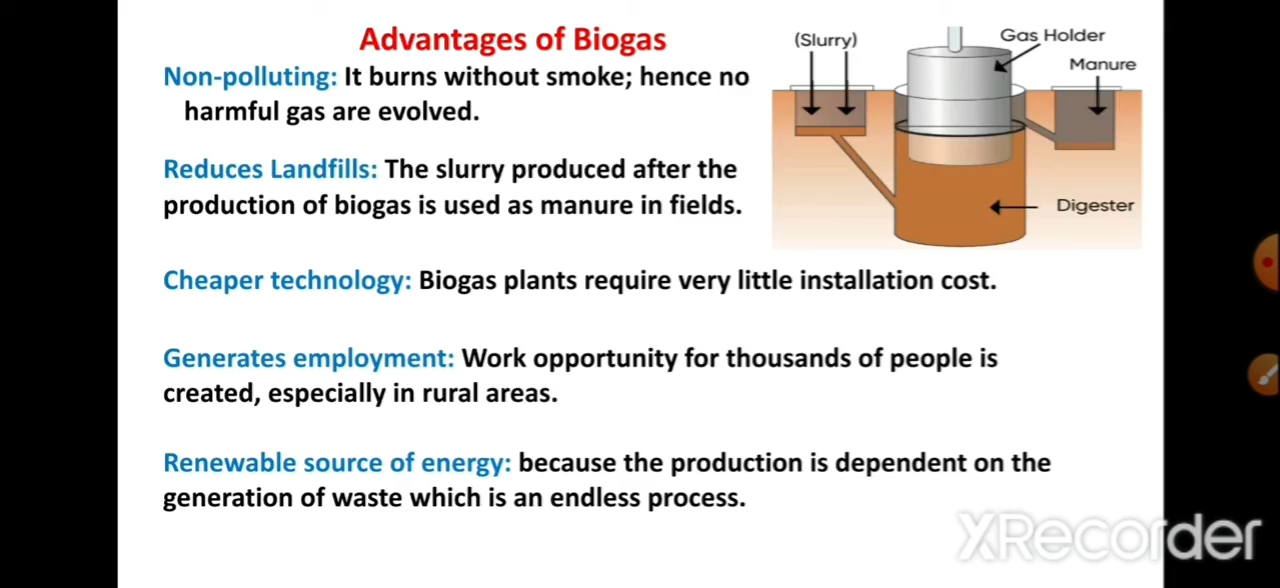 Advantages of Biogas
Non-polluting: It burns without smoke; hence no
harmful gas are evolved.
Reduces Landfills: The slurry produced after the
production of biogas is used as manure in fields.
Cheaper technology: Biogas plants require very little installation cost.
Generates employment: Work opportunity for thousands of people is
created, especially in rural areas.
Renewable source of energy: because the production is dependent on the
generation of waste which is an endless process.
(Slurry)
Gas Holder
Manure
Digester
XRecorder